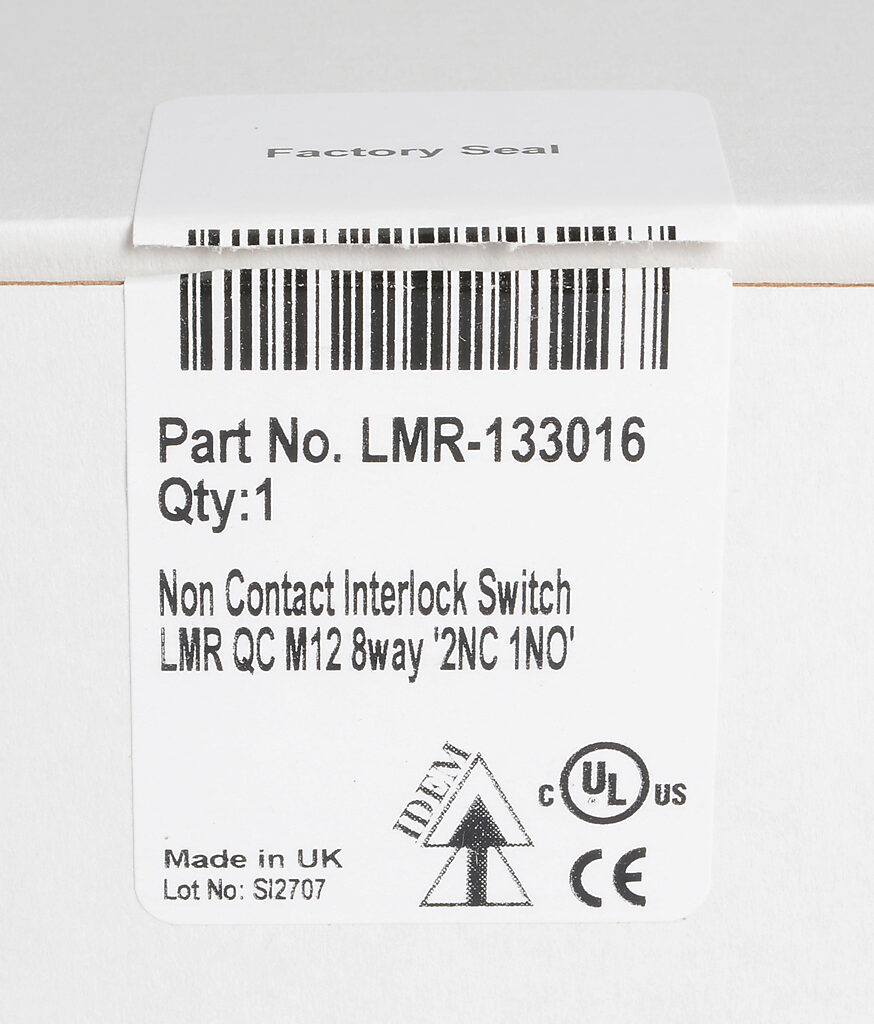 Factory Seal
Part No. LMR-133016
Qty:1
Non Contact Interlock Switch
LMR QC M12 8way '2NC 1NO'
IDEM
C UL US
CE
Made in UK
Lot No: SI2707